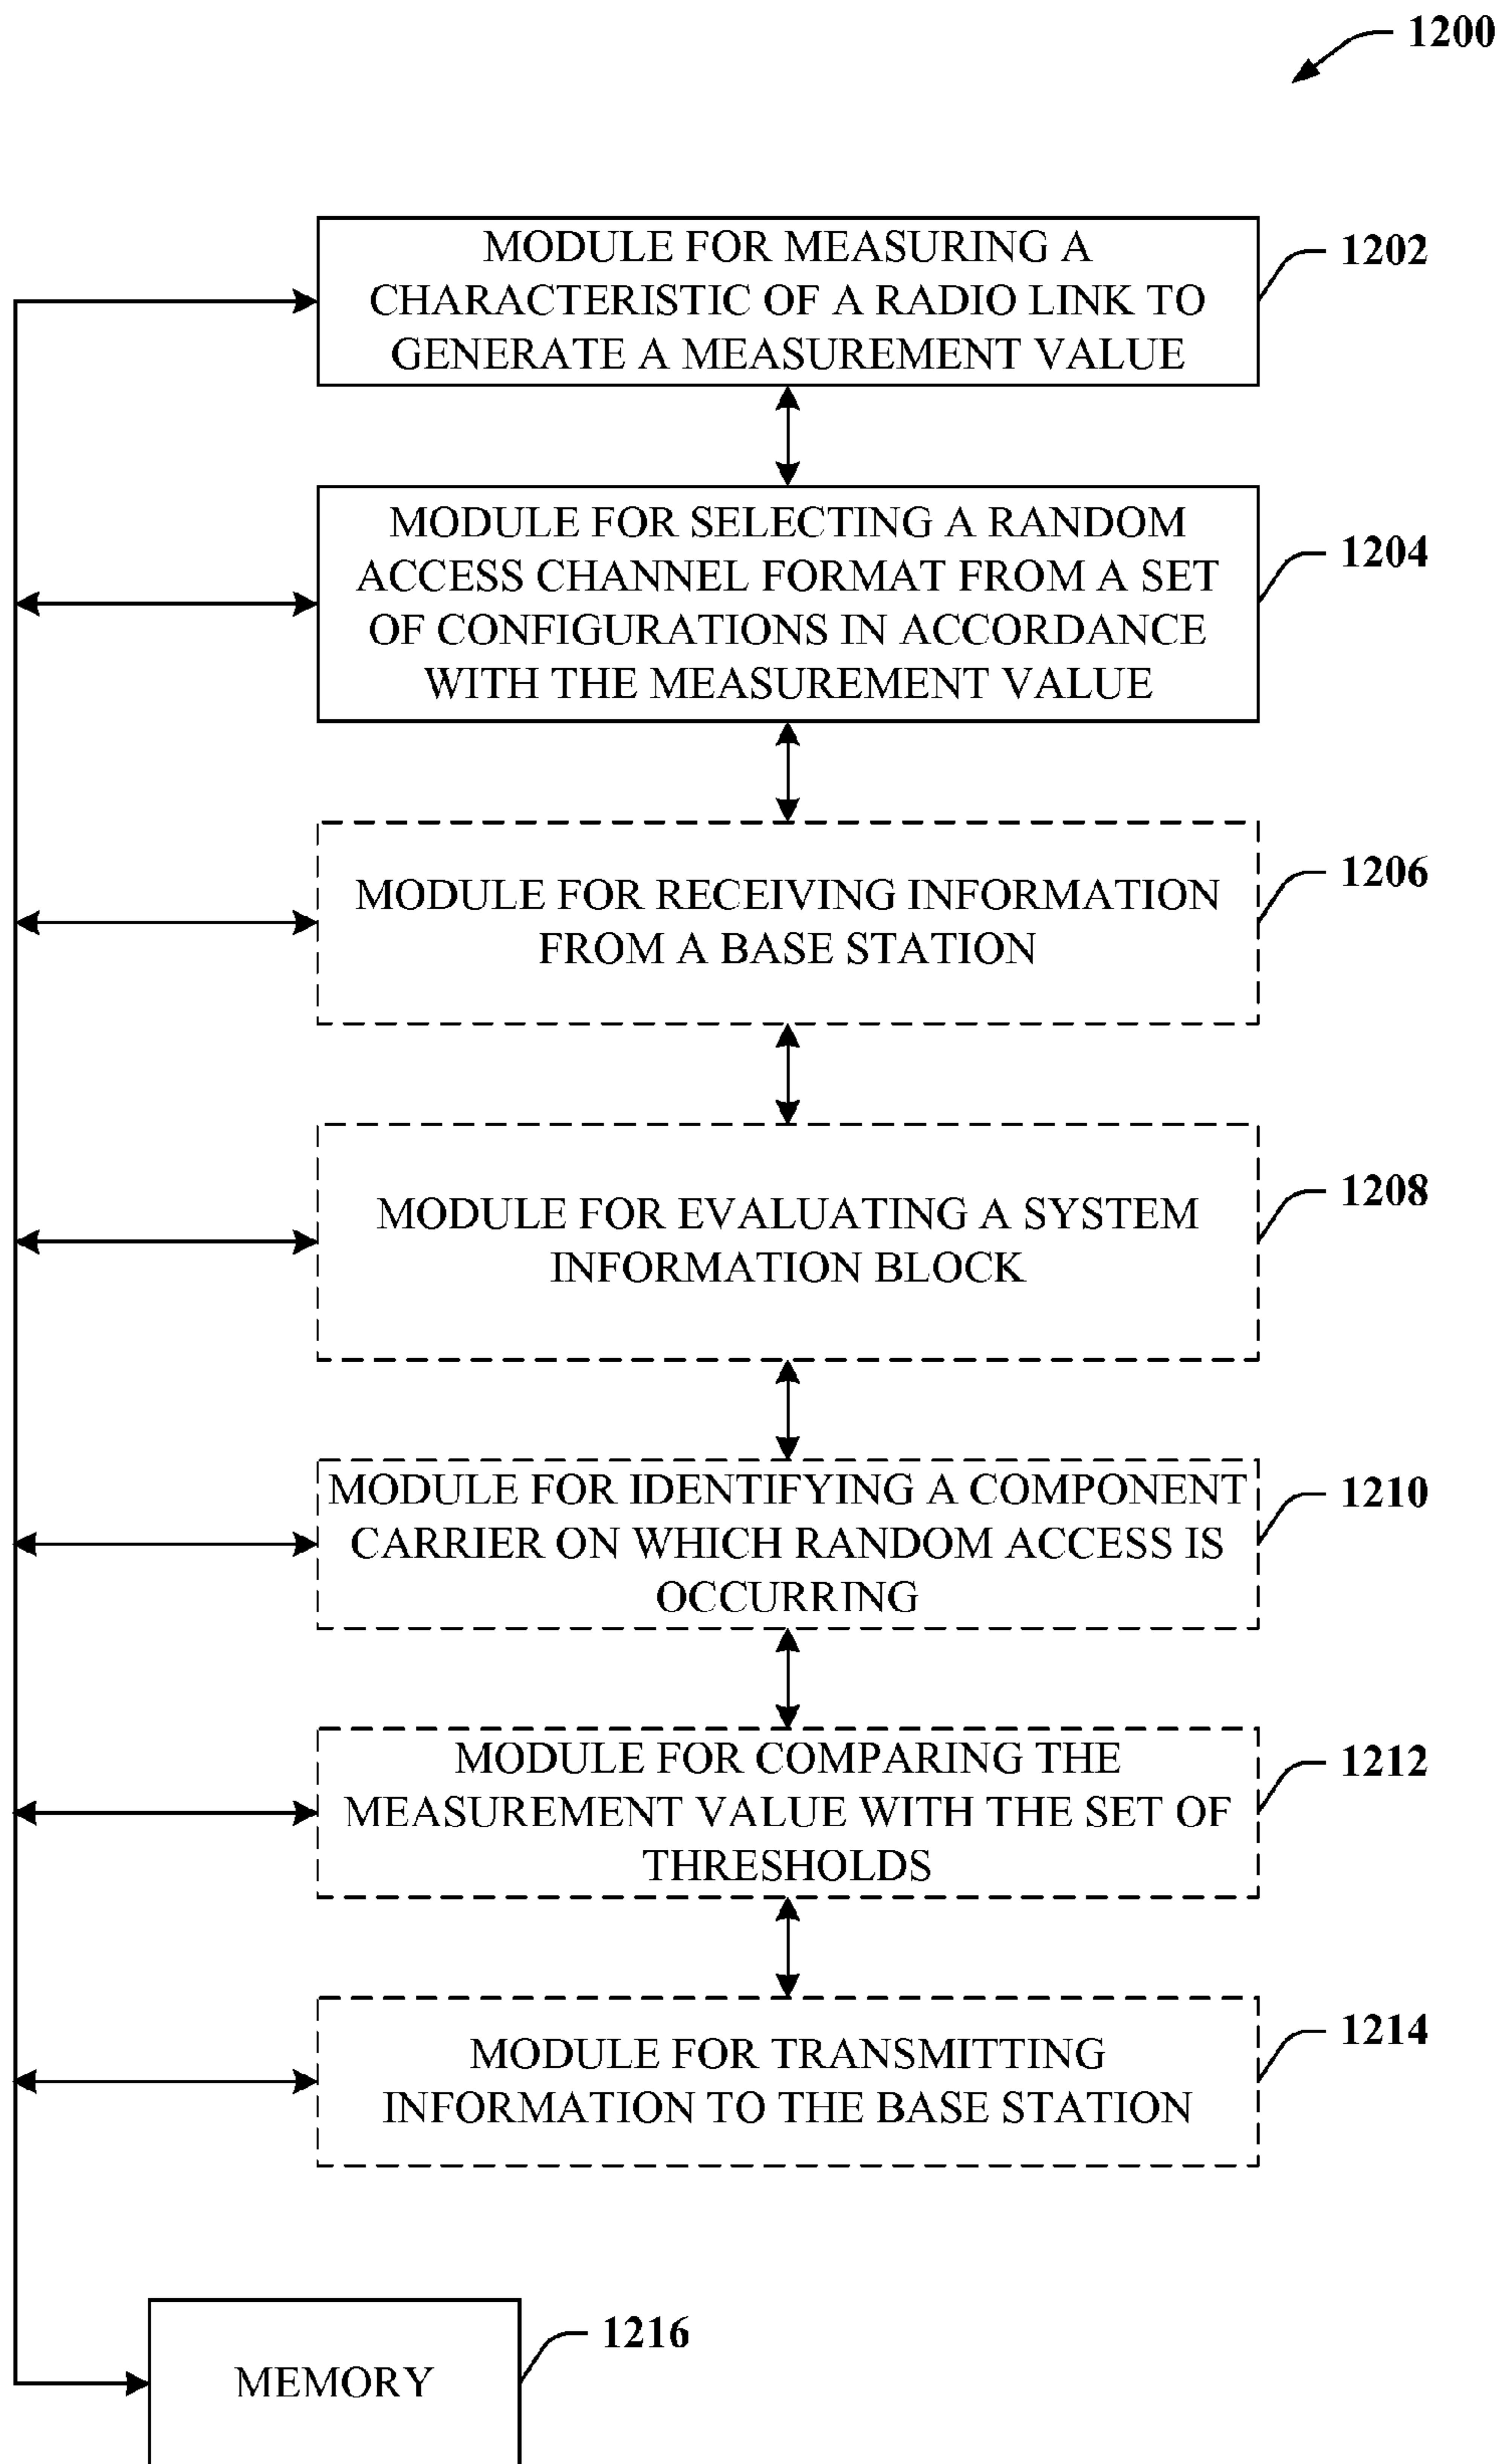 1200
MODULE FOR MEASURING A
CHARACTERISTIC OF A RADIO LINK TO
GENERATE A MEASUREMENT VALUE
1202
MODULE FOR SELECTING A RANDOM
ACCESS CHANNEL FORMAT FROM A SET
OF CONFIGURATIONS IN ACCORDANCE
WITH THE MEASUREMENT VALUE
1204
MODULE FOR RECEIVING INFORMATION
FROM A BASE STATION
1206
MODULE FOR EVALUATING A SYSTEM
INFORMATION BLOCK
1208
MODULE FOR IDENTIFYING A COMPONENT
CARRIER ON WHICH RANDOM ACCESS IS
OCCURRING
1210
MODULE FOR COMPARING THE
MEASUREMENT VALUE WITH THE SET OF
THRESHOLDS
1212
MODULE FOR TRANSMITTING
INFORMATION TO THE BASE STATION
1214
MEMORY
1216